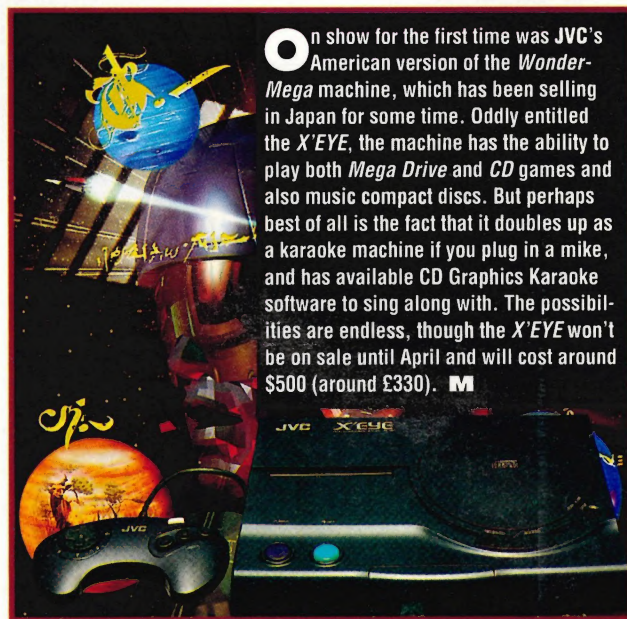 On show for the first time was JVC's
American version of the Wonder-
Mega machine, which has been selling
in Japan for some time. Oddly entitled
the X'EYE, the machine has the ability to
play both Mega Drive and CD games and
also music compact discs. But perhaps
best of all is the fact that it doubles up as
a karaoke machine if you plug in a mike,
and has available CD Graphics Karaoke
software to sing along with. The possibil-
ities are endless, though the X'EYE won't
be on sale until April and will cost around
$500 (around £330). M
JVC X'EYE
JVC